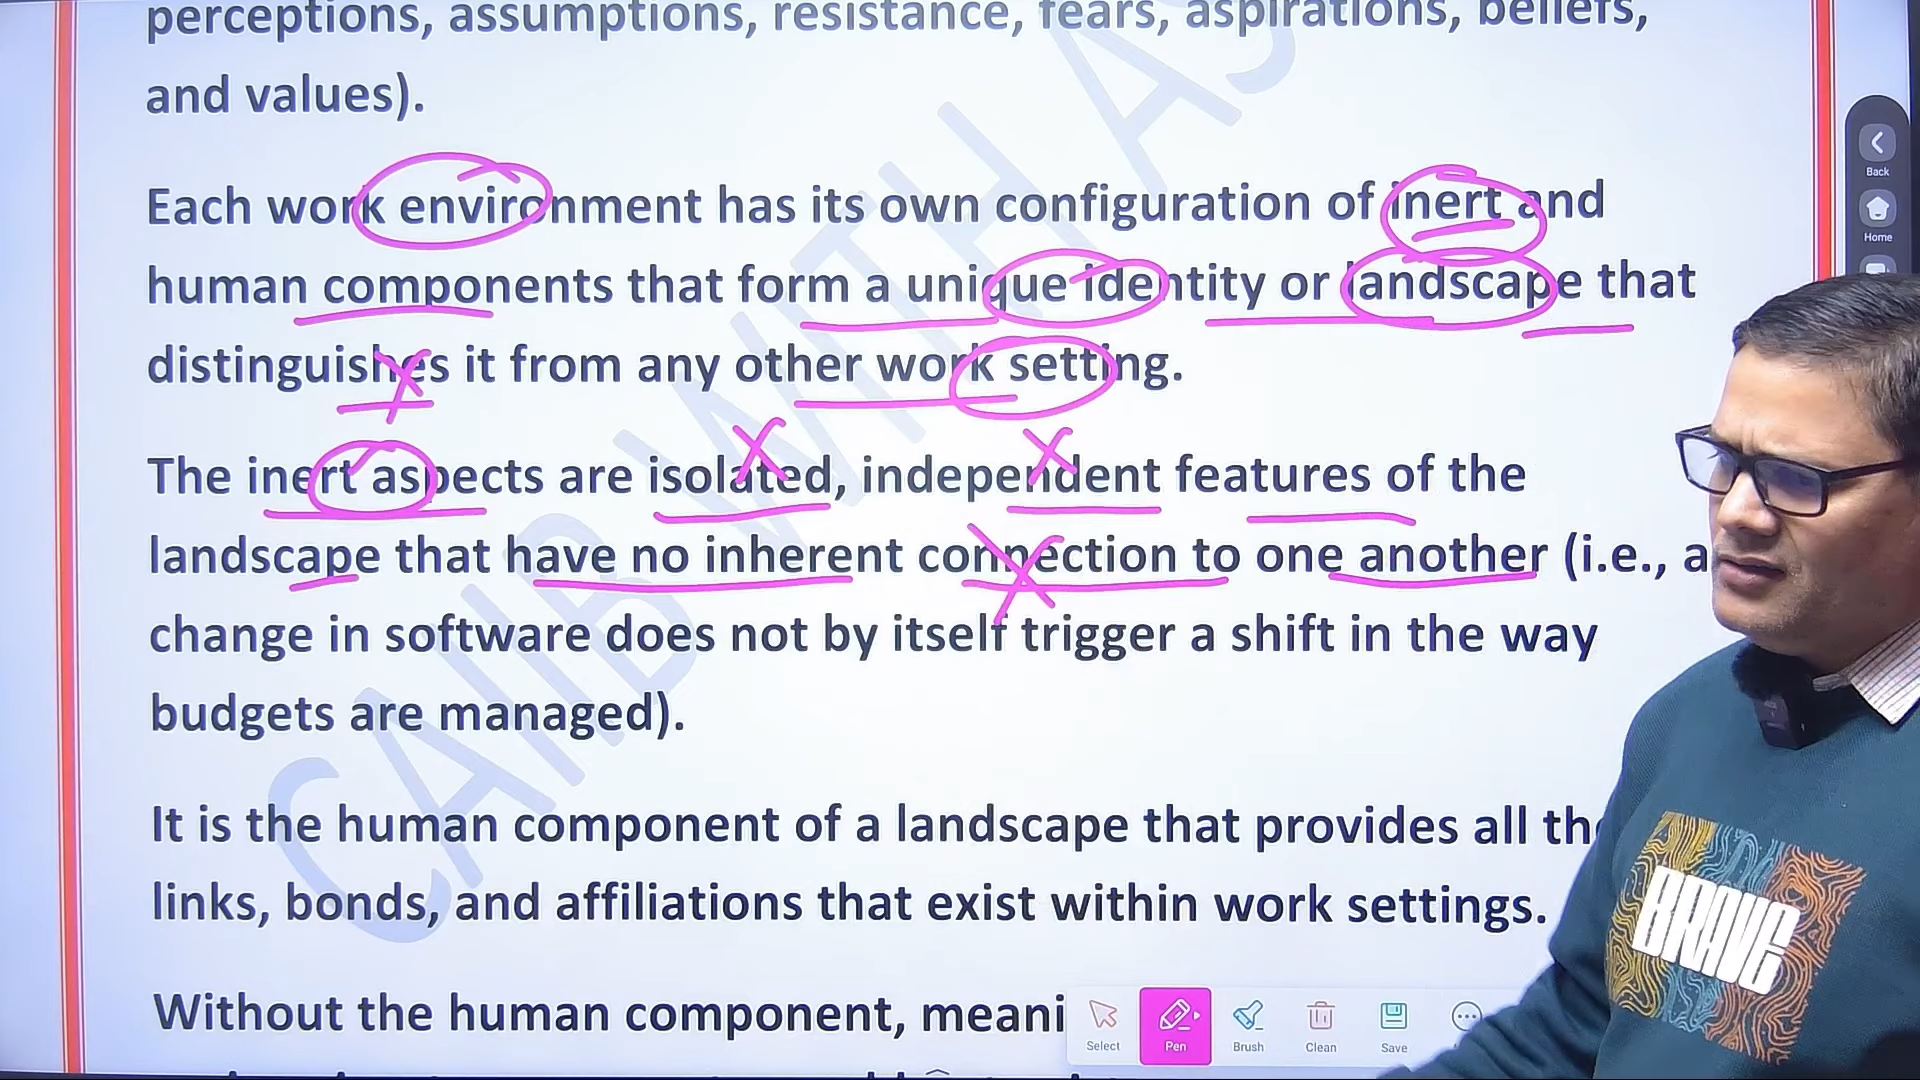 perceptions, assumptions, resistance, fears, aspirations, beliefs,
and values).
Each work environment has its own configuration of inert and
human components that form a unique identity or landscape that
distinguishes it from any other work setting.
The inert aspects are isolated, independent features of the
landscape that have no inherent connection to one another (i.e., a
change in software does not by itself trigger a shift in the way
budgets are managed).
It is the human component of a landscape that provides all the
links, bonds, and affiliations that exist within work settings.
Without the human component,
CAIIB WITH AS
Back
Home
BRAVE
Select
Pen
Brush
Clean
Save